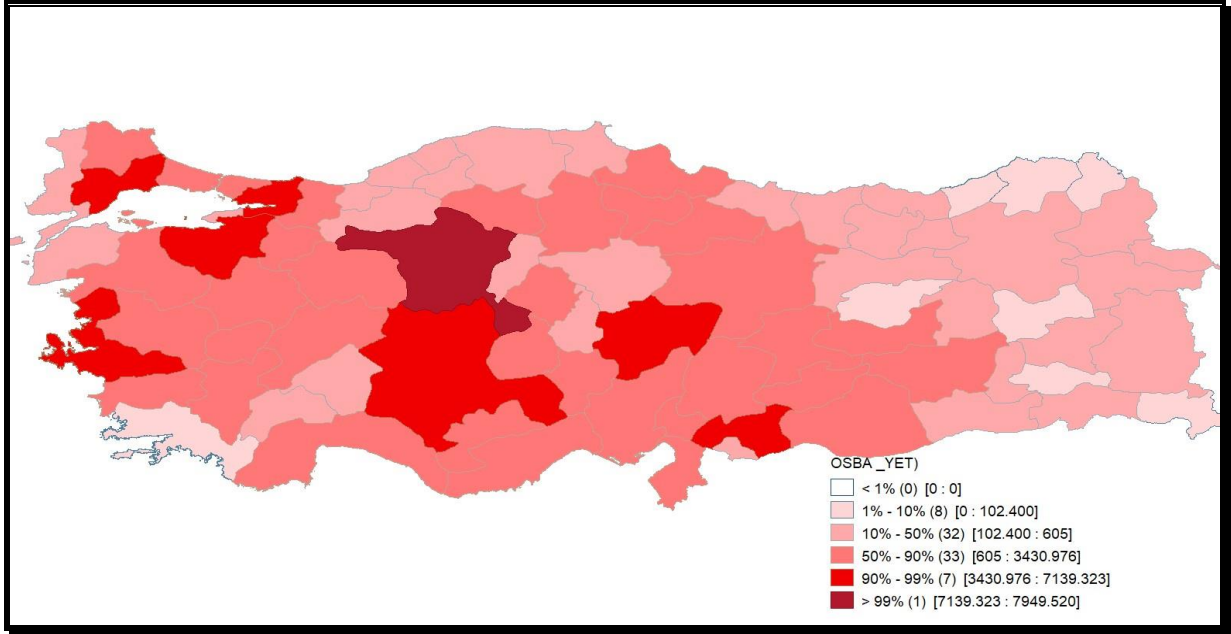 OSBA _YET)
< 1% (0) [0 : 0]
1% - 10% (8) [0 : 102.400]
10% - 50% (32) [102.400 : 605]
50% - 90% (33) [605 : 3430.976]
90% - 99% (7) [3430.976 : 7139.323]
> 99% (1) [7139.323 : 7949.520]